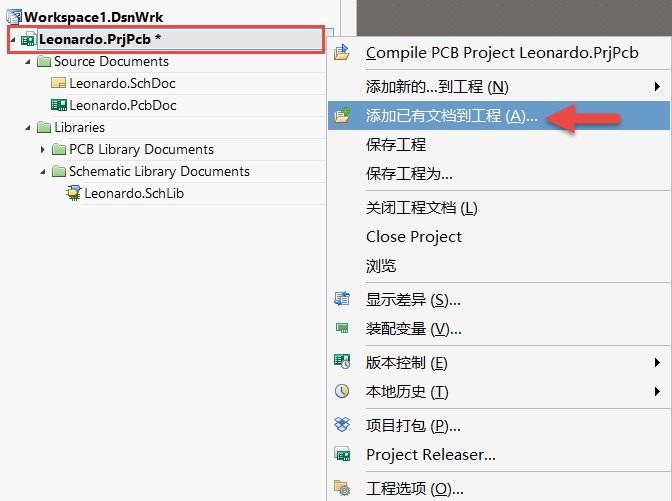 Workspace1.DsnWrk
Leonardo.PrjPcb *
Source Documents
Leonardo.SchDoc
Leonardo.PcbDoc
Libraries
PCB Library Documents
Schematic Library Documents
Leonardo.SchLib
Compile PCB Project Leonardo.PrjPcb
添加新的...到工程 (N)
添加已有文档到工程 (A)...
保存工程
保存工程为...
关闭工程文档 (L)
Close Project
浏览
显示差异 (S)...
装配变量 (V)...
版本控制 (E)
本地历史 (T)
项目打包 (P)...
Project Releaser...
工程选项 (O)...